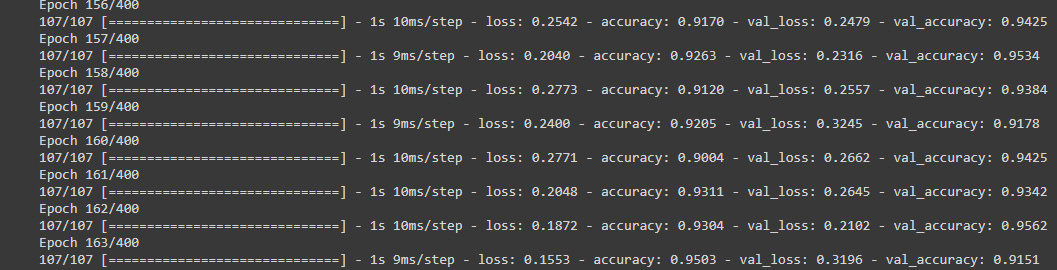 Epoch 156/400
107/107 [==============================] - 1s 10ms/step - loss: 0.2542 - accuracy: 0.9170 - val_loss: 0.2479 - val_accuracy: 0.9425
Epoch 157/400
107/107 [==============================] - 1s 9ms/step - loss: 0.2040 - accuracy: 0.9263 - val_loss: 0.2316 - val_accuracy: 0.9534
Epoch 158/400
107/107 [==============================] - 1s 10ms/step - loss: 0.2773 - accuracy: 0.9120 - val_loss: 0.2557 - val_accuracy: 0.9384
Epoch 159/400
107/107 [==============================] - 1s 9ms/step - loss: 0.2400 - accuracy: 0.9205 - val_loss: 0.3245 - val_accuracy: 0.9178
Epoch 160/400
107/107 [==============================] - 1s 10ms/step - loss: 0.2771 - accuracy: 0.9004 - val_loss: 0.2662 - val_accuracy: 0.9425
Epoch 161/400
107/107 [==============================] - 1s 10ms/step - loss: 0.2048 - accuracy: 0.9311 - val_loss: 0.2645 - val_accuracy: 0.9342
Epoch 162/400
107/107 [==============================] - 1s 10ms/step - loss: 0.1872 - accuracy: 0.9304 - val_loss: 0.2102 - val_accuracy: 0.9562
Epoch 163/400
107/107 [==============================] - 1s 9ms/step - loss: 0.1553 - accuracy: 0.9503 - val_loss: 0.3196 - val_accuracy: 0.9151